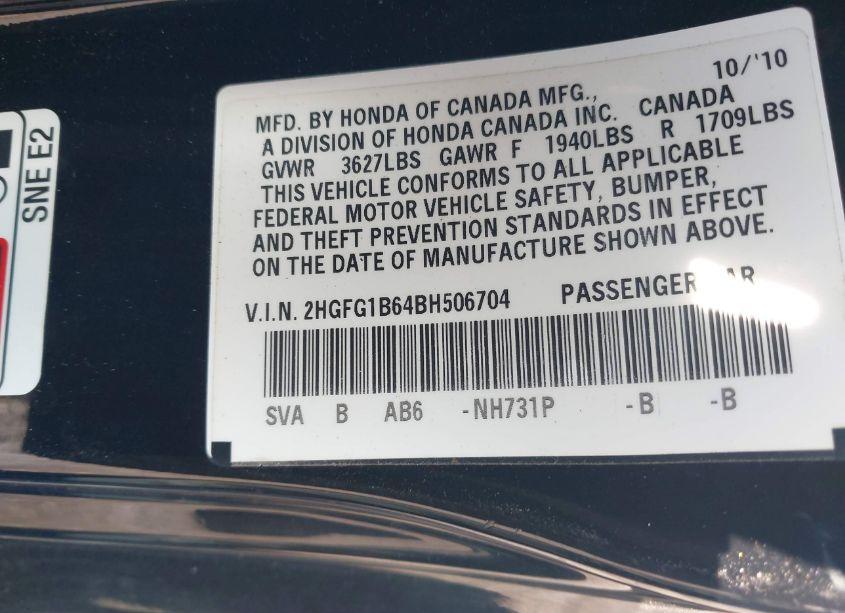 SNE E2
10/'10
MFD. BY HONDA OF CANADA MFG.,
A DIVISION OF HONDA CANADA INC. CANADA
GVWR 3627LBS GAWR F 1940LBS R 1709LBS
THIS VEHICLE CONFORMS TO ALL APPLICABLE
FEDERAL MOTOR VEHICLE SAFETY, BUMPER,
AND THEFT PREVENTION STANDARDS IN EFFECT
ON THE DATE OF MANUFACTURE SHOWN ABOVE.
V.I.N. 2HGFG1B64BH506704 PASSENGER CAR
SVA B AB6 -NH731P -B -B